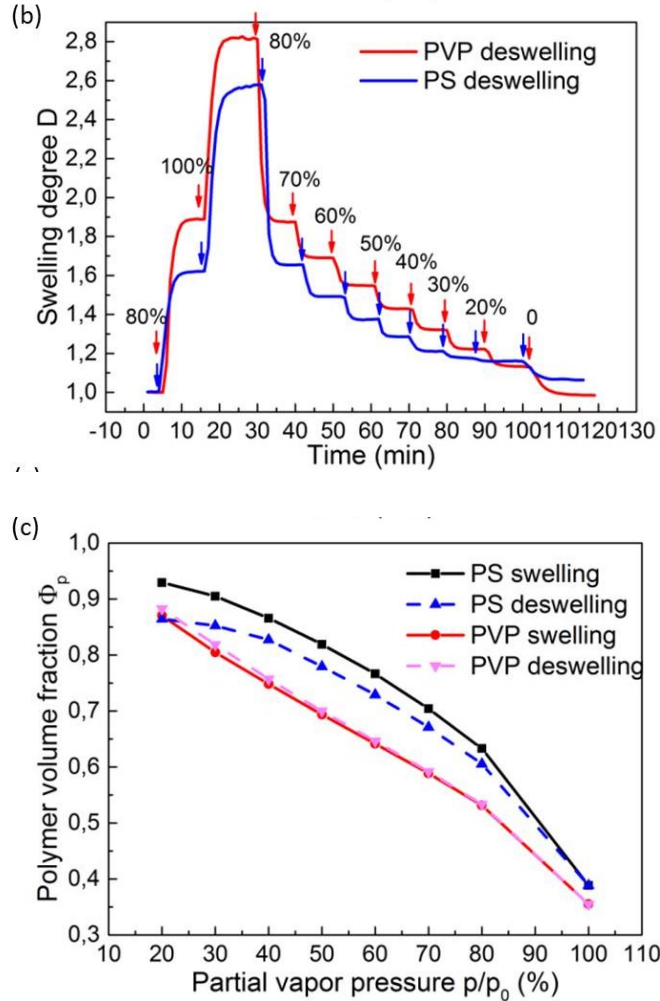 (b)
2,8
2,6
2,4
2,2
2,0
1,8
1,6
1,4
1,2
1,0
Swelling degree D
80%
100%
80%
70%
60%
50%
40%
30%
20%
0
PVP deswelling
PS deswelling
-10 0 10 20 30 40 50 60 70 80 90 100110120130
Time (min)
(c)
1,0
0,9
0,8
0,7
0,6
0,5
0,4
0,3
Polymer volume fraction Φp
PS swelling
PS deswelling
PVP swelling
PVP deswelling
10 20 30 40 50 60 70 80 90 100 110
Partial vapor pressure p/p0 (%)